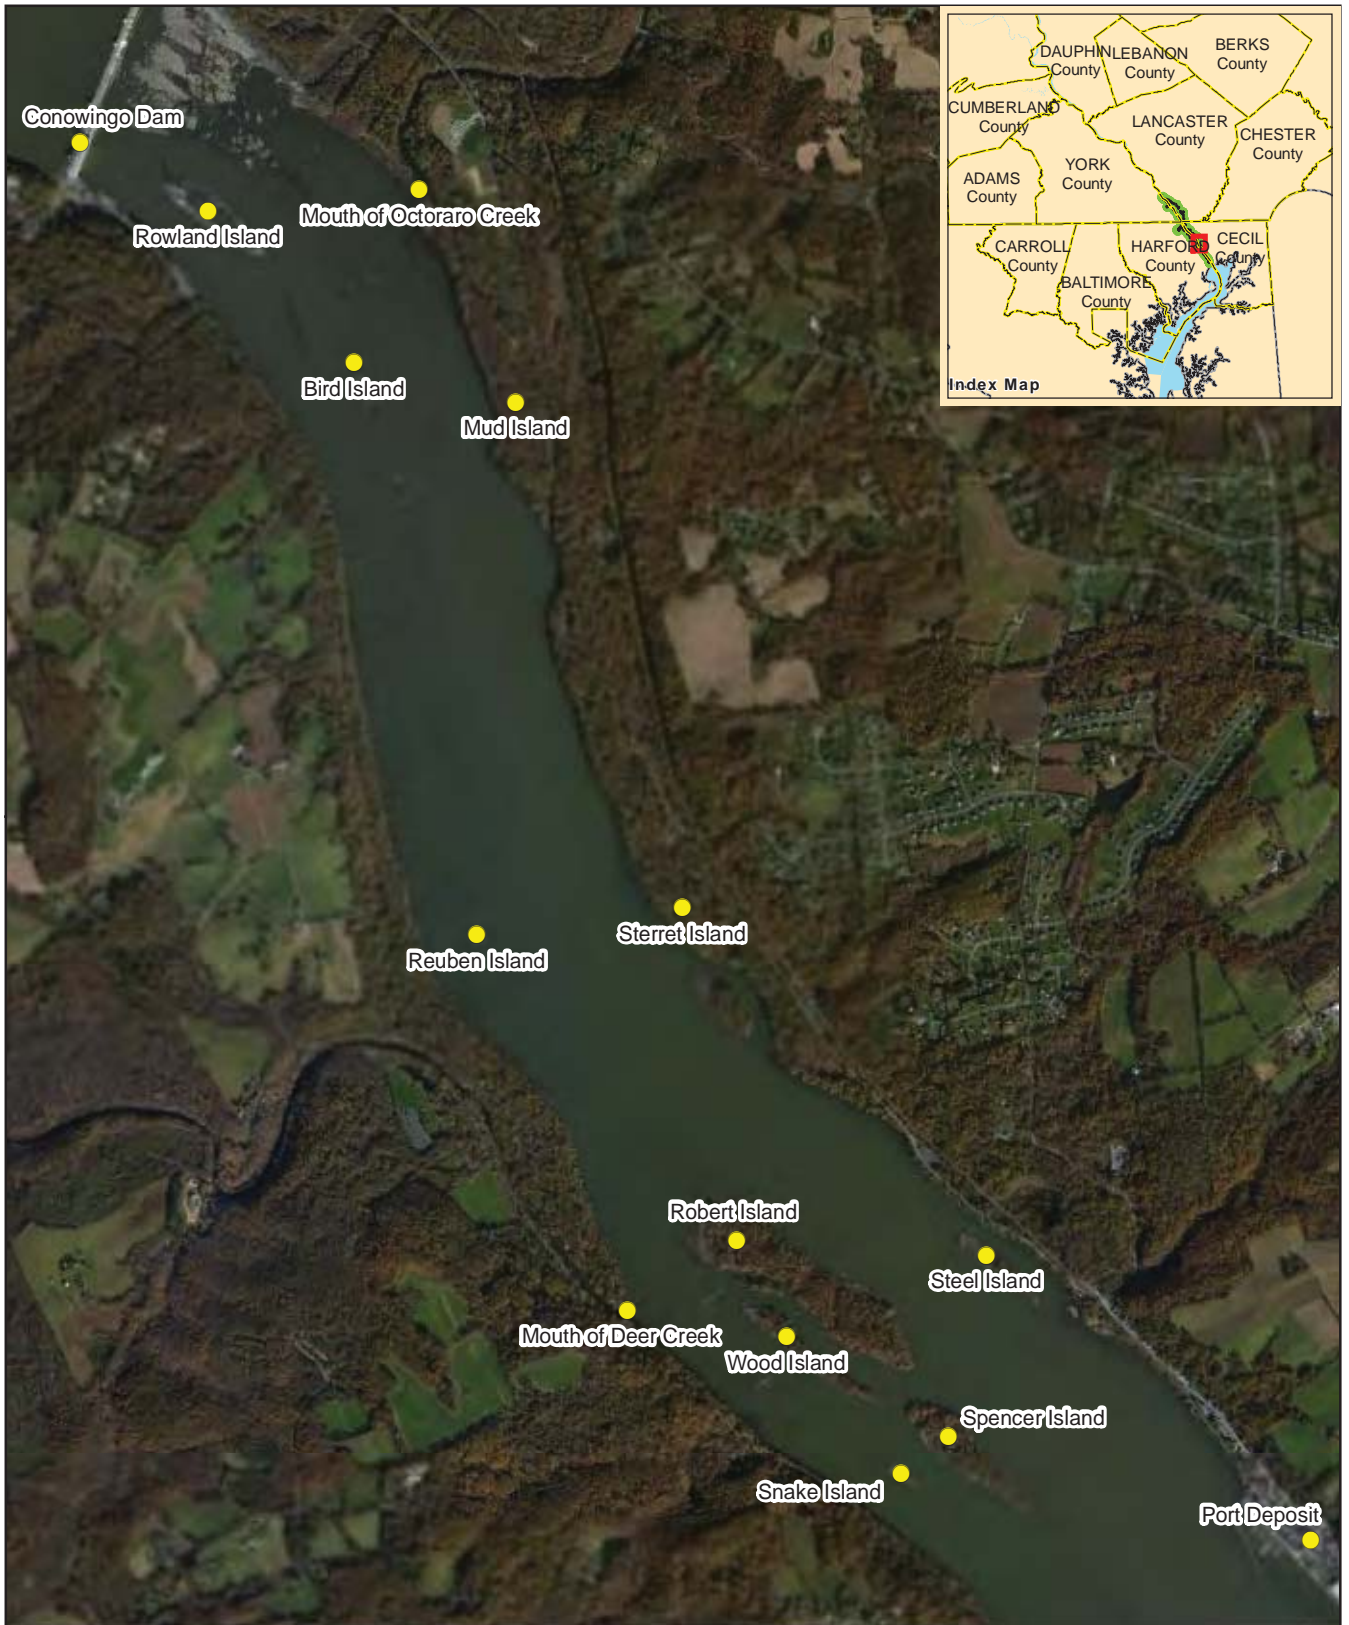 Conowingo Dam
Rowland Island
Mouth of Octoraro Creek
Bird Island
Mud Island
Sterret Island
Reuben Island
Robert Island
Steel Island
Mouth of Deer Creek
Wood Island
Spencer Island
Snake Island
Port Deposit
DAUPHIN
County
LEBANON
County
BERKS
County
CUMBERLAND
County
LANCASTER
County
CHESTER
County
YORK
County
ADAMS
County
CARROLL
County
HARFORD
County
CECIL
County
BALTIMORE
County
Index Map